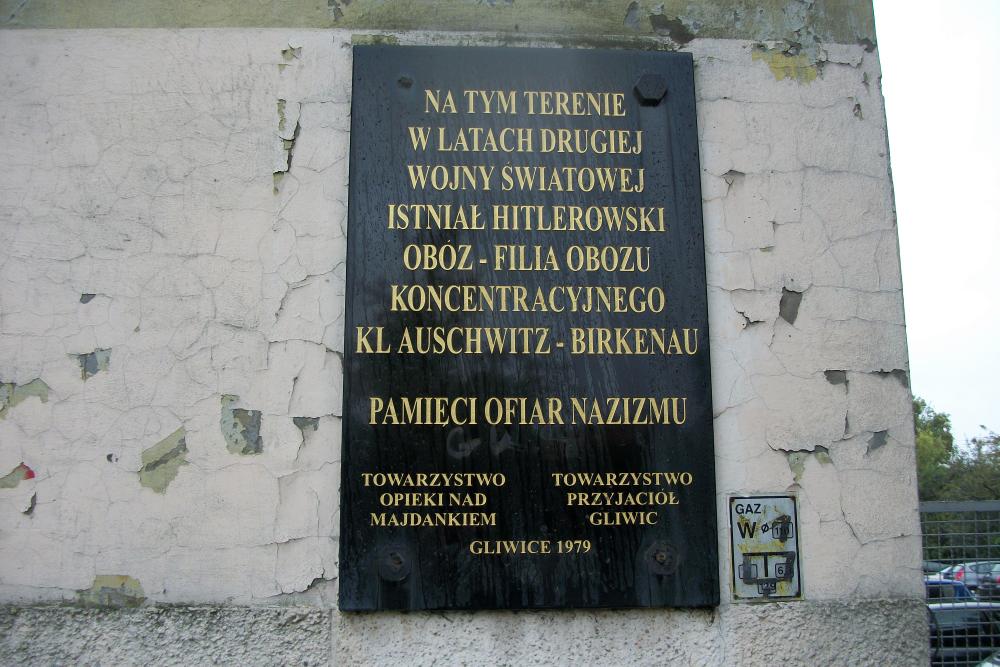 NA TYM TERENIE
W LATACH DRUGIEJ
WOJNY ŚWIATOWEJ
ISTNIAŁ HITLEROWSKI
OBÓZ - FILIA OBOZU
KONCENTRACYJNEGO
KL AUSCHWITZ - BIRKENAU
PAMIĘCI OFIAR NAZIZMU
TOWARZYSTWO
OPIEKI NAD
MAJDANKIEM
TOWARZYSTWO
PRZYJACIÓŁ
GLIWIC
GLIWICE 1979
GAZ
W